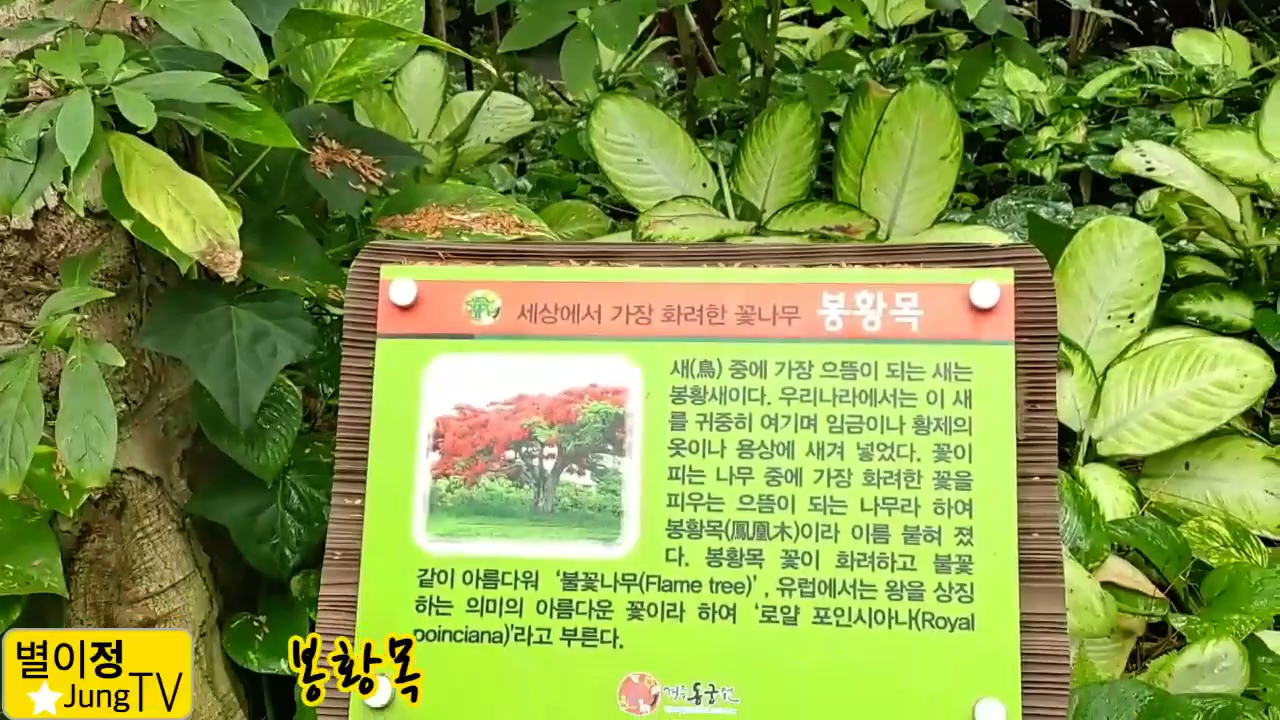 세상에서 가장 화려한 꽃나무 봉황목
새(鳥) 중에 가장 으뜸이 되는 새는
봉황새이다. 우리나라에서는 이 새
를 귀중히 여기며 임금이나 황제의
옷이나 용상에 새겨 넣었다. 꽃이
피는 나무 중에 가장 화려한 꽃을
피우는 으뜸이 되는 나무라 하여
봉황목(鳳凰木)이라 이름 붙혀 졌
다. 봉황목 꽃이 화려하고 불꽃
같이 아름다워 ‘불꽃나무(Flame tree)’, 유럽에서는 왕을 상징
하는 의미의 아름다운 꽃이라 하여 ‘로얄 포인시아나(Royal
poinciana)’라고 부른다.
동궁원
별이정
JungTV
봉황목